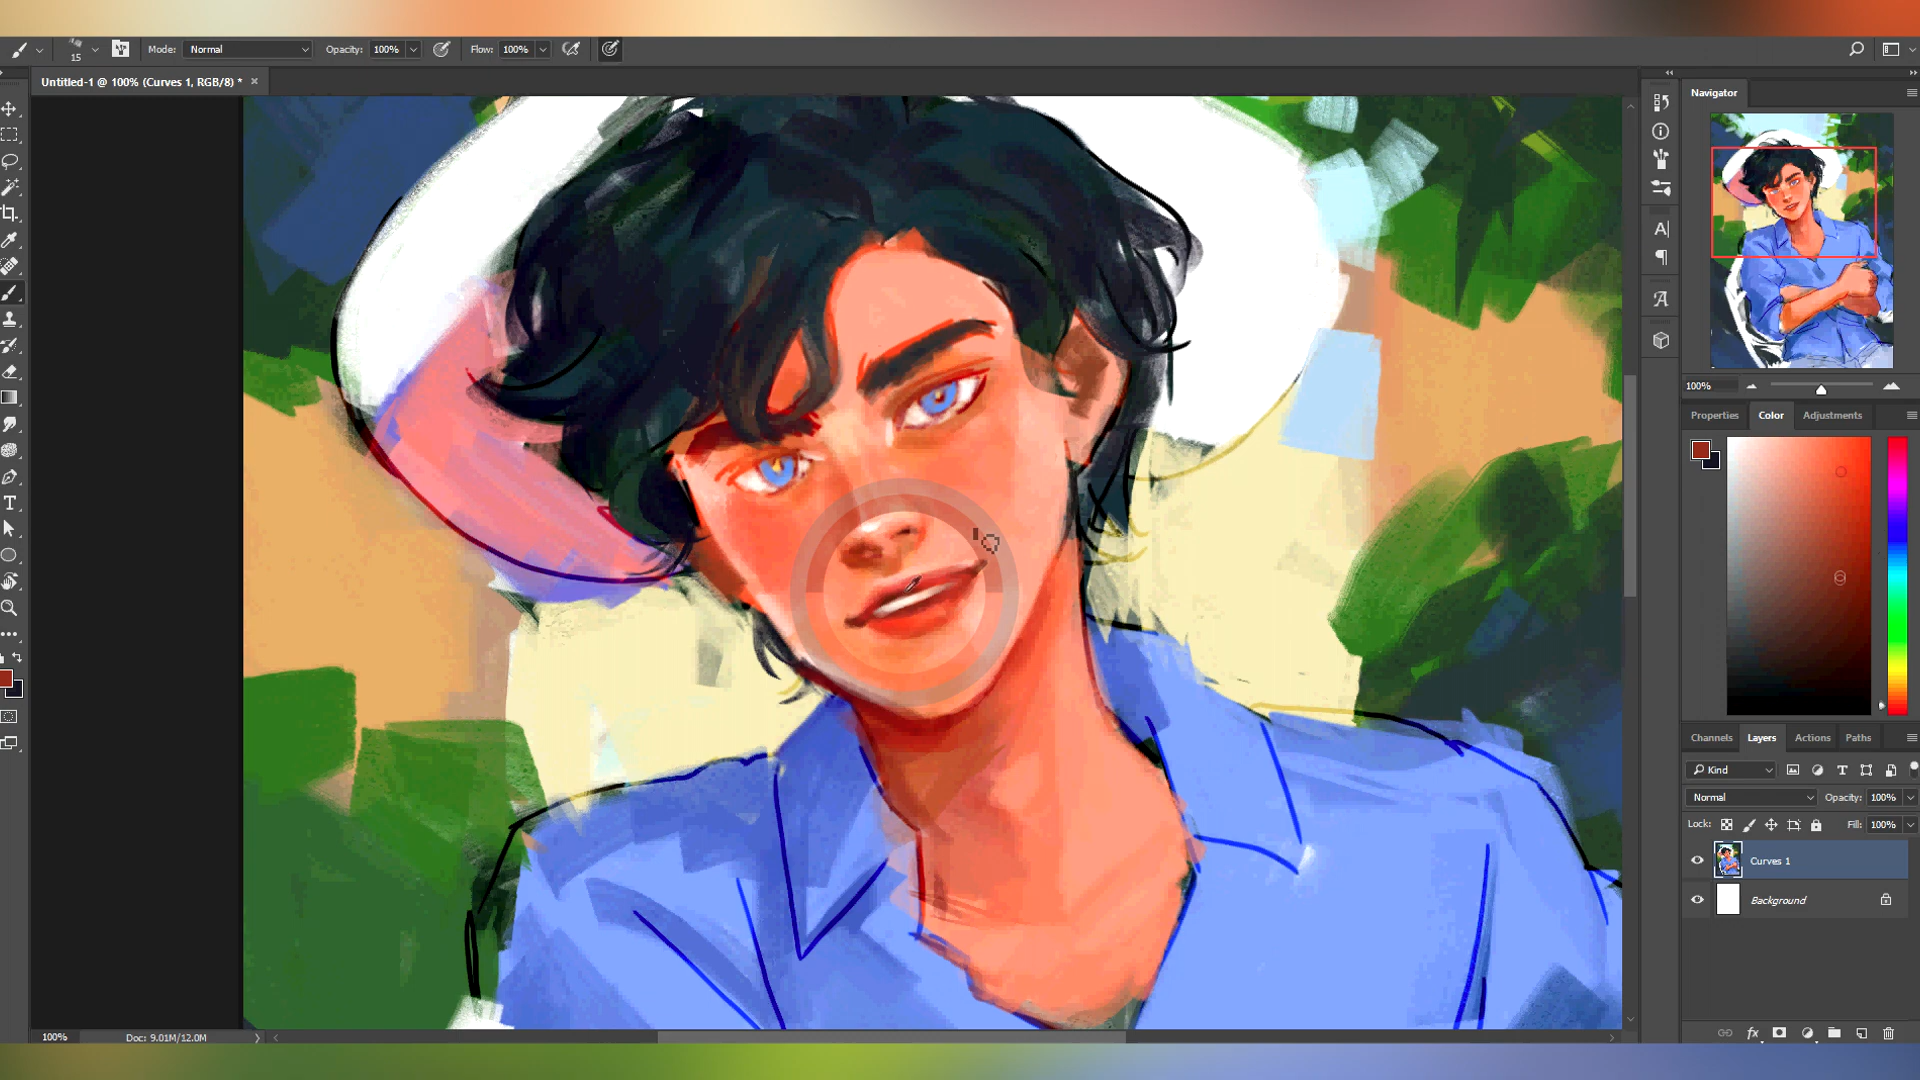 15
Mode: Normal
Opacity: 100%
Flow: 100%
Untitled-1 @ 100% (Curves 1, RGB/8) *
Navigator
100%
Properties
Color
Adjustments
Channels
Layers
Actions
Paths
Kind
Normal
Opacity: 100%
Lock:
Fill: 100%
Curves 1
Background
100%
Doc: 9.01M/12.0M